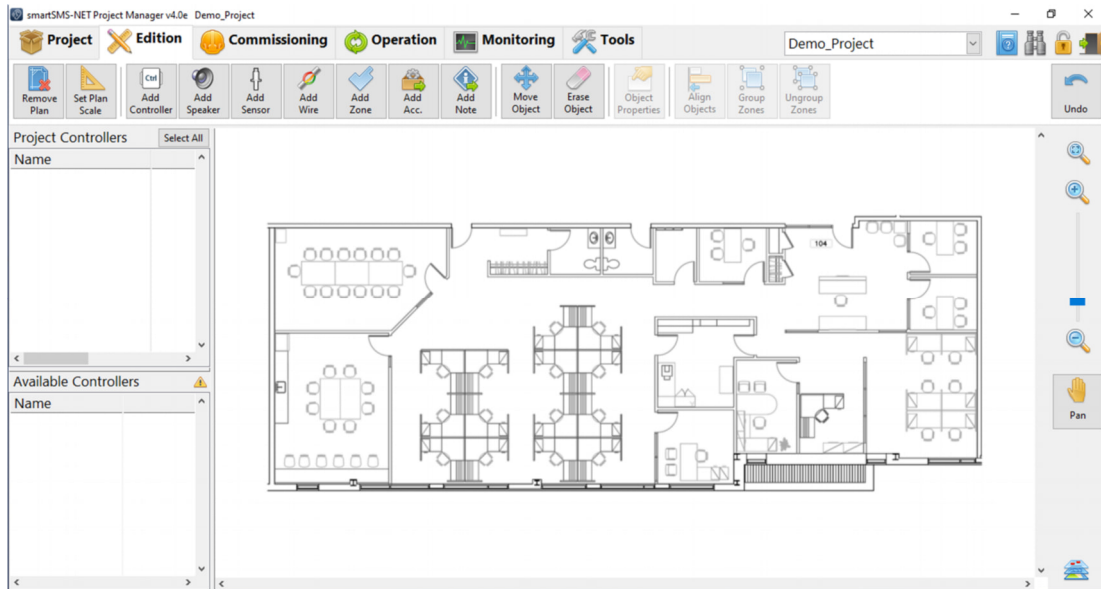 smartSMS-NET Project Manager v4.0e Demo_Project
Project Edition Commissioning Operation Monitoring Tools Demo_Project
Remove Plan
Set Plan Scale
Ctrl
Add Controller
Add Speaker
Add Sensor
Add Wire
Add Zone
Add Acc.
Add Note
Move Object
Erase Object
Object Properties
Align Objects
Group Zones
Ungroup Zones
Undo
Project Controllers Select All
Name
104
Available Controllers
Name
Pan